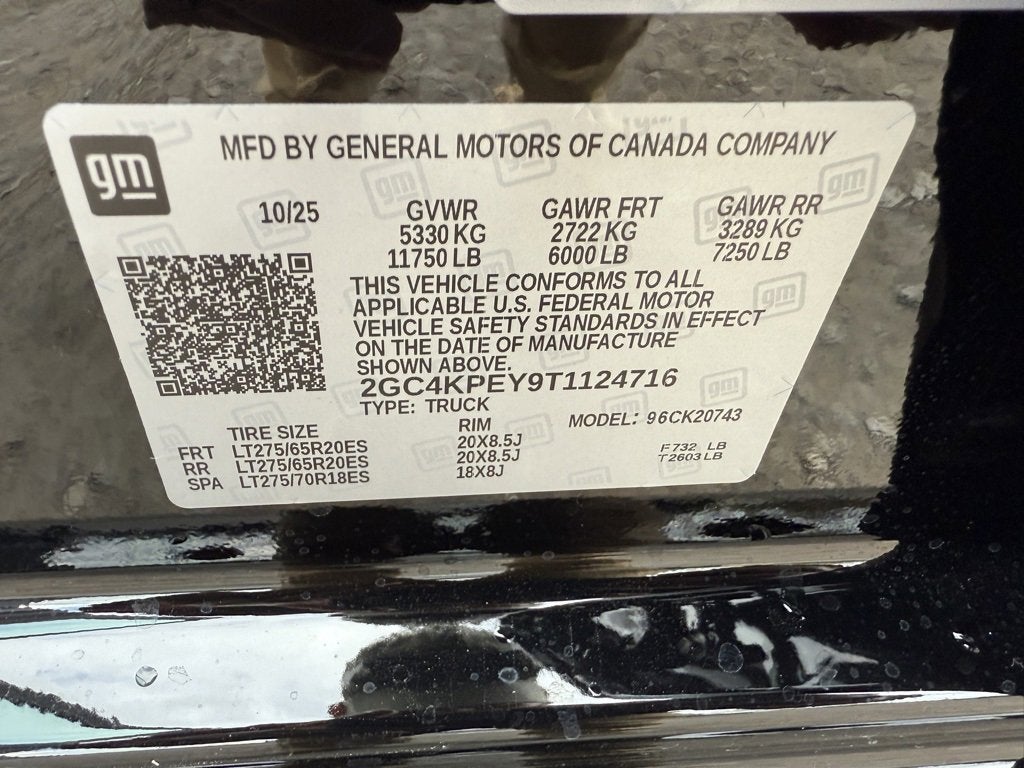 gm
MFD BY GENERAL MOTORS OF CANADA COMPANY
10/25 GVWR GAWR FRT GAWR RR
5330 KG 2722 KG 3289 KG
11750 LB 6000 LB 7250 LB
THIS VEHICLE CONFORMS TO ALL
APPLICABLE U.S. FEDERAL MOTOR
VEHICLE SAFETY STANDARDS IN EFFECT
ON THE DATE OF MANUFACTURE
SHOWN ABOVE.
2GC4KPEY9T1124716
TYPE: TRUCK
MODEL: 96CK20743
TIRE SIZE RIM
FRT LT275/65R20ES 20X8.5J
RR LT275/65R20ES 20X8.5J
SPA LT275/70R18ES 18X8J
F732 LB
T2603 LB